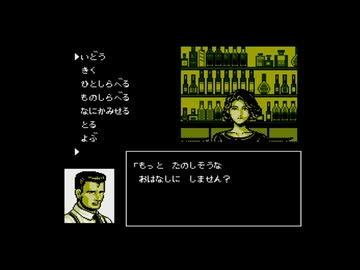 ▶いどう
きく
ひとしらべる
ものしらべる
なにかみせる
とる
よぶ
▶
「もっと たのしそうな
おはなしに しません?